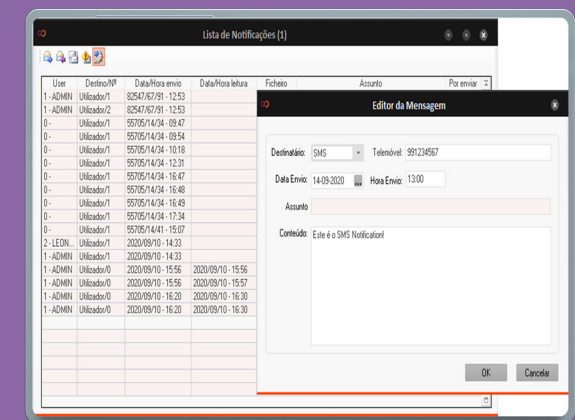 Lista de Notificações (1)
User Destino/Nº Data/Hora envio Data/Hora leitura Ficheiro Assunto Por enviar
1 - ADMIN Utilizador/1 82547/67/91 - 12:53
1 - ADMIN Utilizador/2 82547/67/91 - 12:53
0 - Utilizador/1 55705/14/34 - 09:47
0 - Utilizador/1 55705/14/34 - 09:54
0 - Utilizador/1 55705/14/34 - 10:18
0 - Utilizador/1 55705/14/34 - 12:31
0 - Utilizador/1 55705/14/34 - 16:47
0 - Utilizador/1 55705/14/34 - 16:48
0 - Utilizador/1 55705/14/34 - 16:49
0 - Utilizador/1 55705/14/34 - 17:34
0 - Utilizador/1 55705/14/41 - 15:07
2 - LEON... Utilizador/1 2020/09/10 - 14:33
1 - ADMIN Utilizador/1 2020/09/10 - 14:33
1 - ADMIN Utilizador/0 2020/09/10 - 15:56 2020/09/10 - 15:56
1 - ADMIN Utilizador/0 2020/09/10 - 15:56 2020/09/10 - 15:57
1 - ADMIN Utilizador/0 2020/09/10 - 16:20 2020/09/10 - 16:30
1 - ADMIN Utilizador/0 2020/09/10 - 16:20 2020/09/10 - 16:30
Editor da Mensagem
Destinatário: SMS Telemóvel: 991234567
Data Envio: 14-09-2020 Hora Envio: 13:00
Assunto
Conteúdo: Este é o SMS Notification!
OK Cancelar